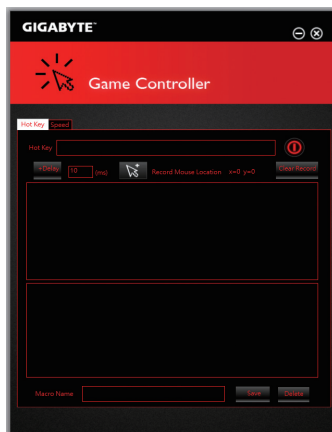 GIGABYTE™
Game Controller
Hot Key Speed
Hot Key
+Delay 10 (ms) Record Mouse Location x=0 y=0 Clear Record
Macro Name Save Delete